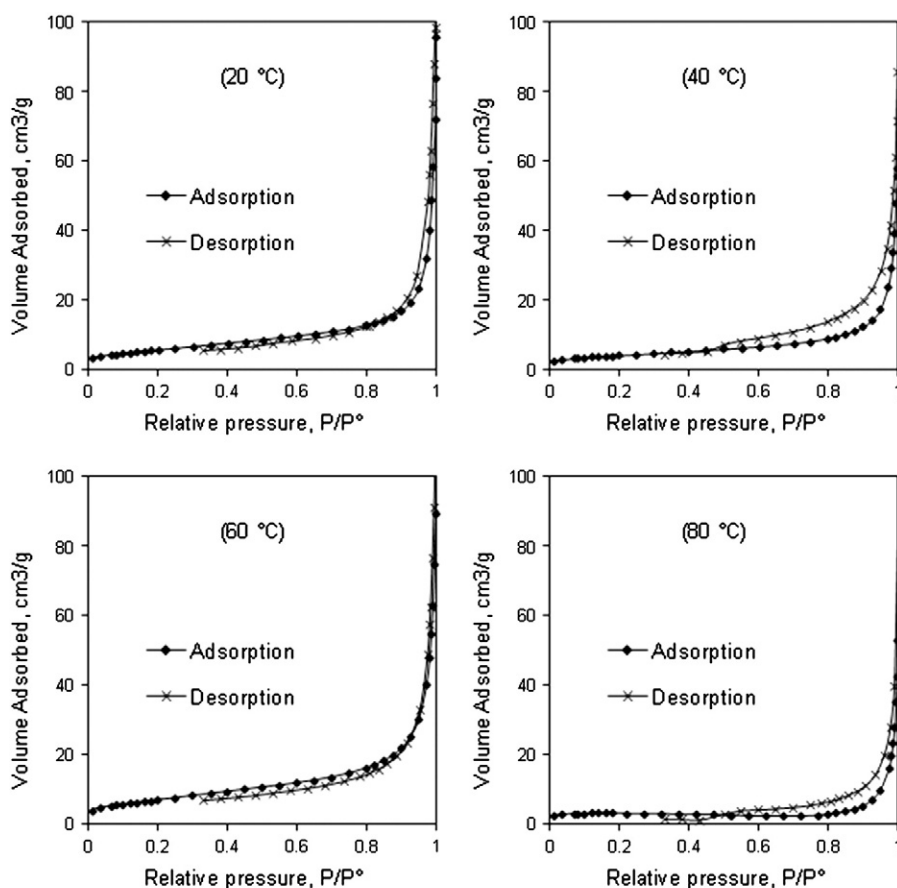 100
80
60
40
20
0
Volume Adsorbed, cm3/g
(20 °C)
Adsorption
Desorption
0 0.2 0.4 0.6 0.8 1
Relative pressure, P/P°
100
80
60
40
20
0
Volume Adsorbed, cm3/g
(40 °C)
Adsorption
Desorption
0 0.2 0.4 0.6 0.8 1
Relative pressure, P/P°
100
80
60
40
20
0
Volume Adsorbed, cm3/g
(60 °C)
Adsorption
Desorption
0 0.2 0.4 0.6 0.8 1
Relative pressure, P/P°
100
80
60
40
20
0
Volume Adsorbed, cm3/g
(80 °C)
Adsorption
Desorption
0 0.2 0.4 0.6 0.8 1
Relative pressure, P/P°